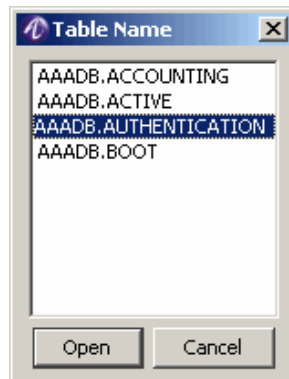 Table Name
AAADB.ACCOUNTING
AAADB.ACTIVE
AAADB.AUTHENTICATION
AAADB.BOOT
Open
Cancel